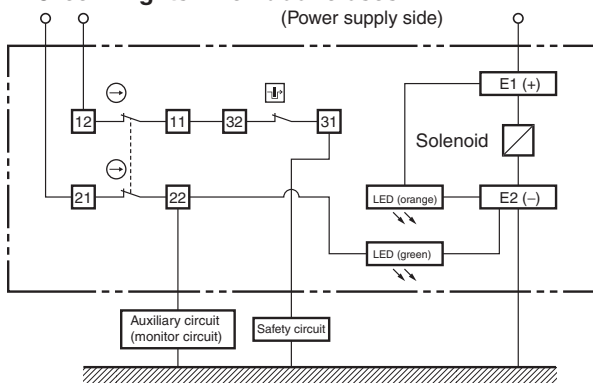 (Power supply side)
E1 (+)
12
11
32
31
Solenoid
21
22
LED (orange)
E2 (–)
LED (green)
Auxiliary circuit
(monitor circuit)
Safety circuit